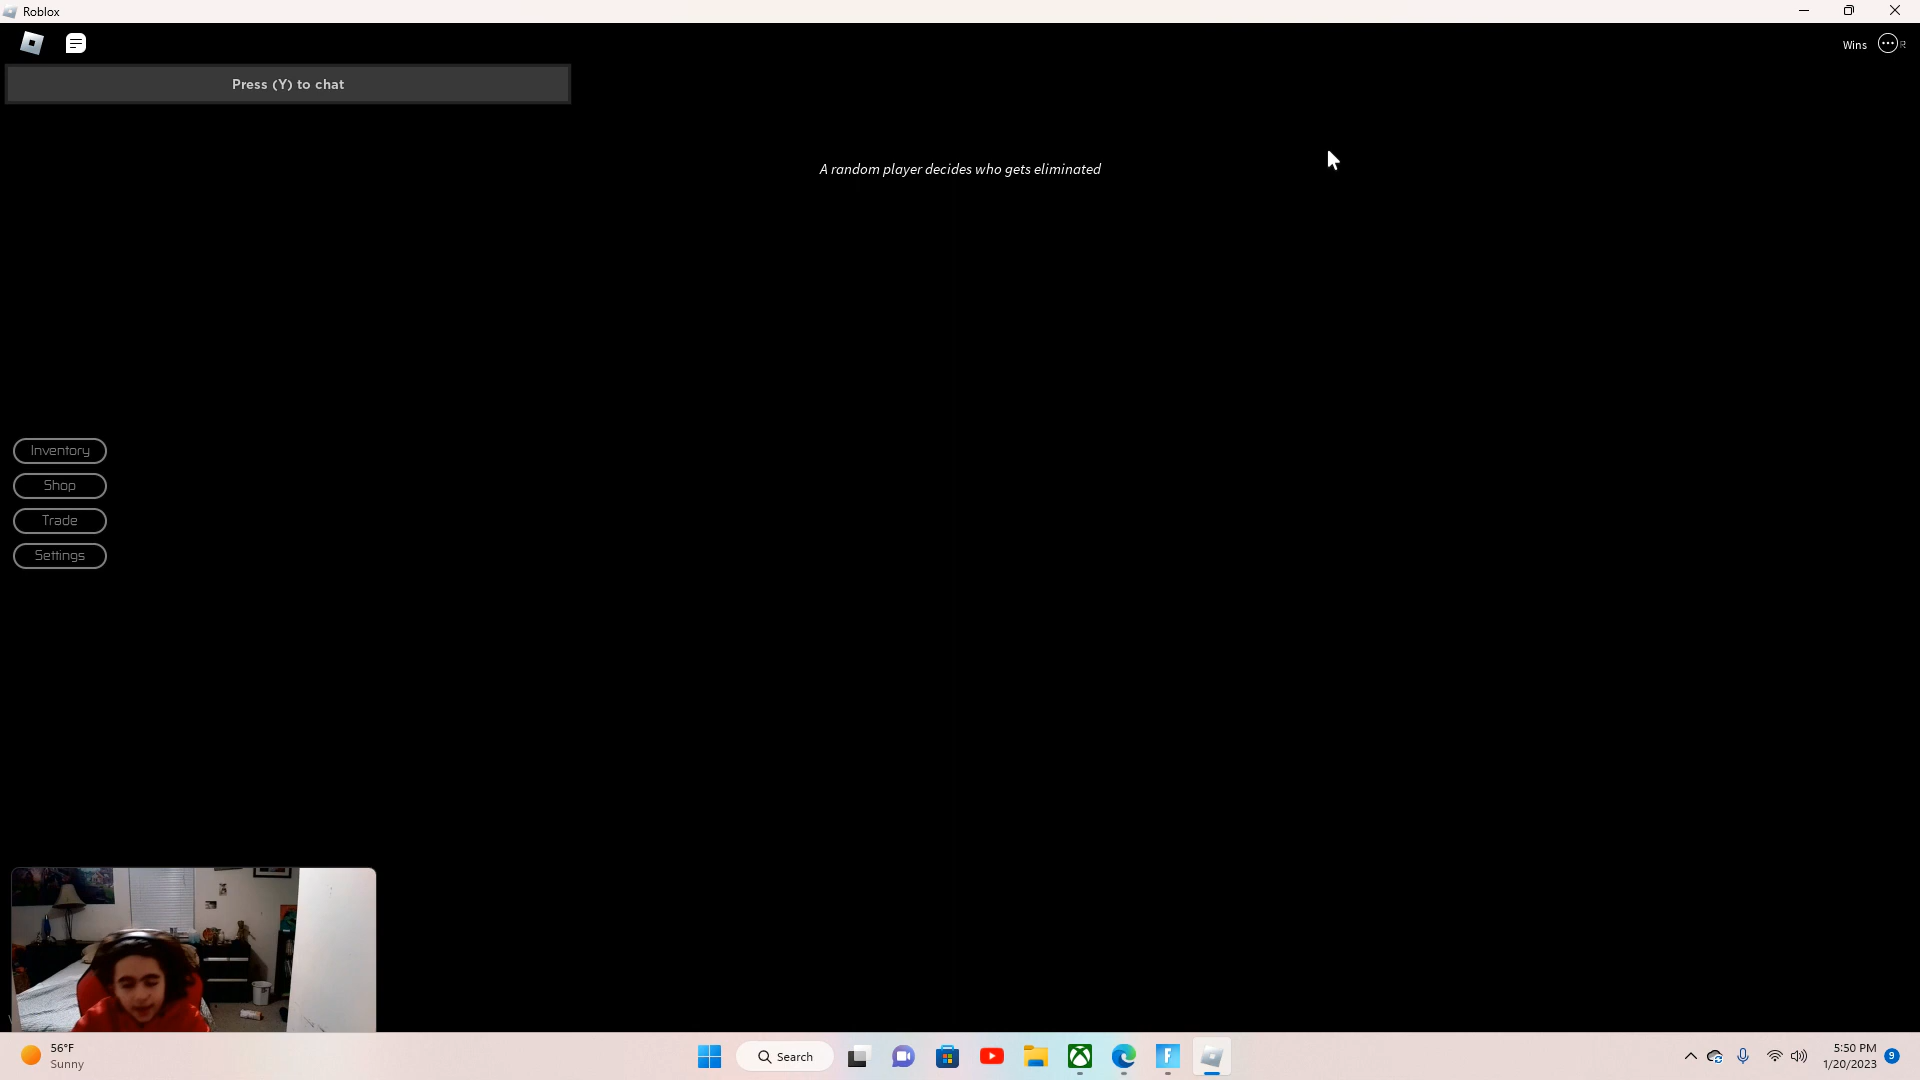 Roblox
Wins
R
Press (Y) to chat
A random player decides who gets eliminated
Inventory
Shop
Trade
Settings
56°F
Sunny
Search
F
5:50 PM
1/20/2023
9